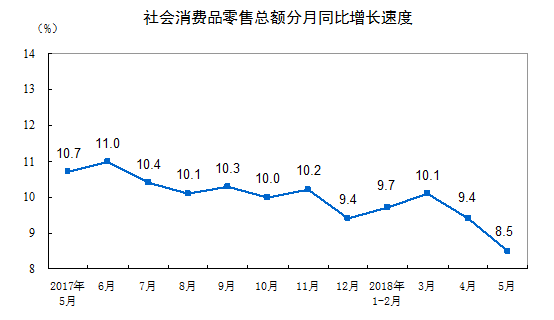 社会消费品零售总额分月同比增长速度
（%）
14
13
12
11
10
9
8
10.7
11.0
10.4
10.1
10.3
10.0
10.2
9.4
9.7
10.1
9.4
8.5
2017年
5月
6月
7月
8月
9月
10月
11月
12月
2018年
1-2月
3月
4月
5月